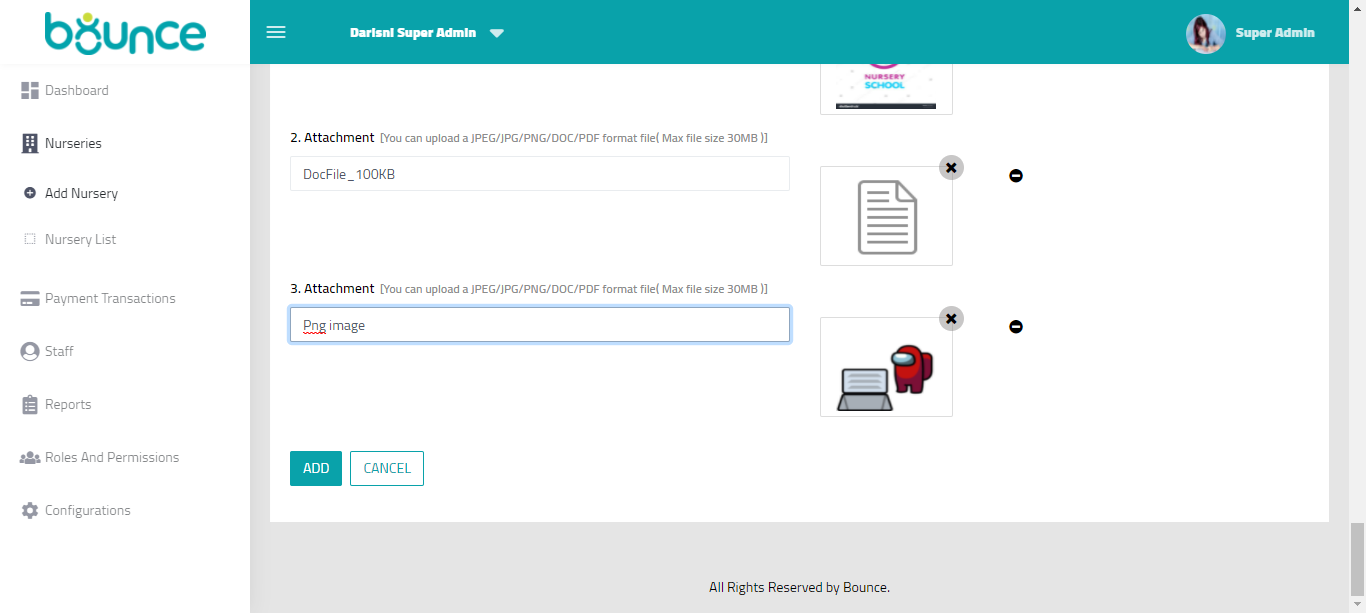 bounce
Darisni Super Admin
Super Admin
Dashboard
Nurseries
Add Nursery
Nursery List
Payment Transactions
Staff
Reports
Roles And Permissions
Configurations
NURSERY
SCHOOL
2. Attachment [You can upload a JPEG/JPG/PNG/DOC/PDF format file( Max file size 30MB )]
DocFile_100KB
3. Attachment [You can upload a JPEG/JPG/PNG/DOC/PDF format file( Max file size 30MB )]
Png image
ADD
CANCEL
All Rights Reserved by Bounce.